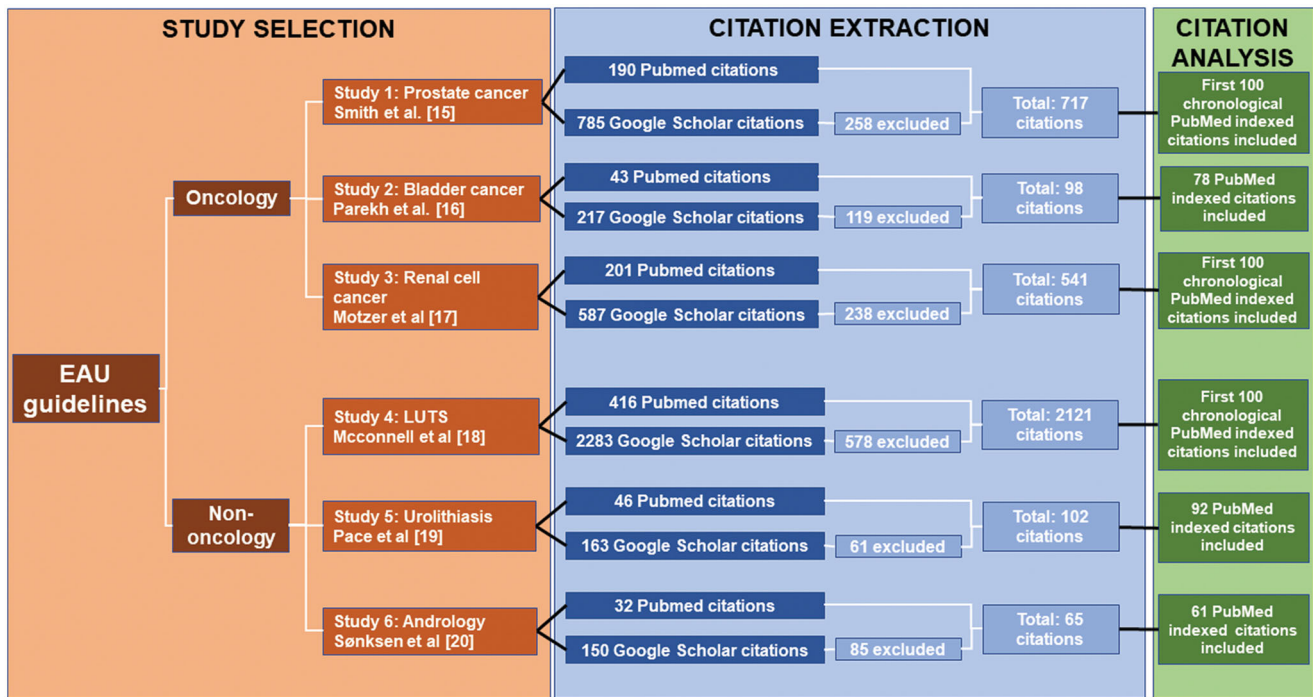 STUDY SELECTION
CITATION EXTRACTION
CITATION
ANALYSIS
EAU
guidelines
Oncology
Non-
oncology
Study 1: Prostate cancer
Smith et al. [15]
190 Pubmed citations
785 Google Scholar citations
258 excluded
Total: 717
citations
First 100
chronological
PubMed indexed
citations included
Study 2: Bladder cancer
Parekh et al. [16]
43 Pubmed citations
217 Google Scholar citations
119 excluded
Total: 98
citations
78 PubMed
indexed citations
included
Study 3: Renal cell
cancer
Motzer et al [17]
201 Pubmed citations
587 Google Scholar citations
238 excluded
Total: 541
citations
First 100
chronological
PubMed indexed
citations included
Study 4: LUTS
Mcconnell et al [18]
416 Pubmed citations
2283 Google Scholar citations
578 excluded
Total: 2121
citations
First 100
chronological
PubMed indexed
citations included
Study 5: Urolithiasis
Pace et al [19]
46 Pubmed citations
163 Google Scholar citations
61 excluded
Total: 102
citations
92 PubMed
indexed citations
included
Study 6: Andrology
Sønksen et al [20]
32 Pubmed citations
150 Google Scholar citations
85 excluded
Total: 65
citations
61 PubMed
indexed citations
included